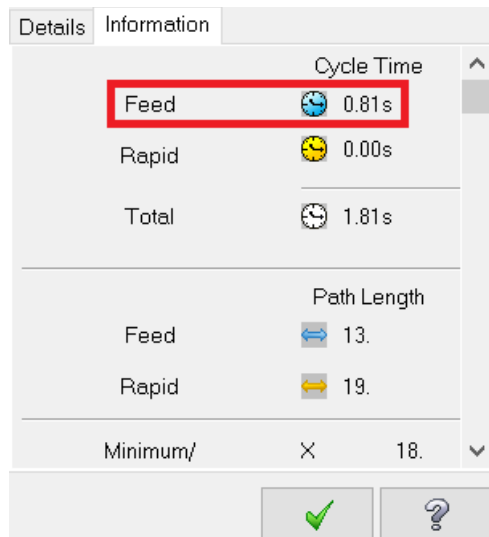 Details Information
Cycle Time
Feed 0.81s
Rapid 0.00s
Total 1.81s
Path Length
Feed 13.
Rapid 19.
Minimum/ X 18.